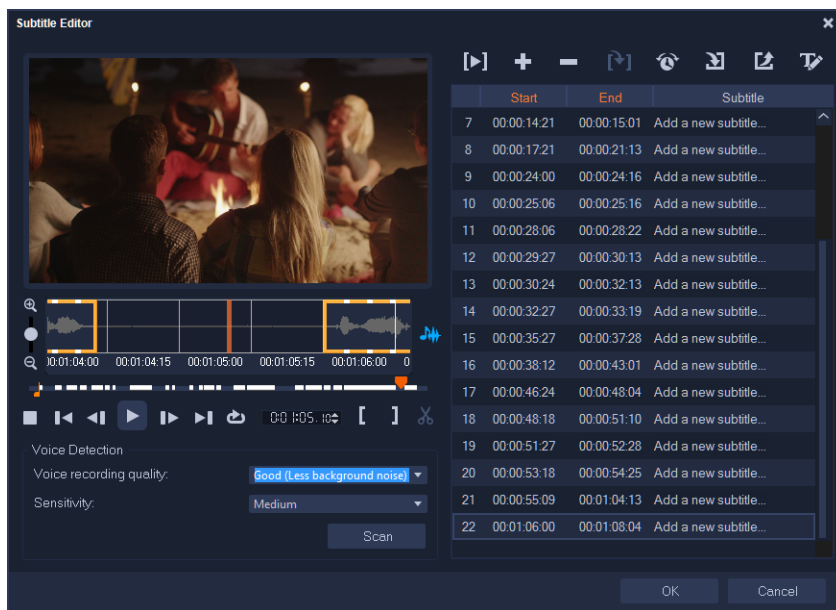 Subtitle Editor
Start End Subtitle
7 00:00:14:21 00:00:15:01 Add a new subtitle...
8 00:00:17:21 00:00:21:13 Add a new subtitle...
9 00:00:24:00 00:00:24:16 Add a new subtitle...
10 00:00:25:06 00:00:25:16 Add a new subtitle...
11 00:00:28:06 00:00:28:22 Add a new subtitle...
12 00:00:29:27 00:00:30:13 Add a new subtitle...
13 00:00:30:24 00:00:32:13 Add a new subtitle...
14 00:00:32:27 00:00:33:19 Add a new subtitle...
15 00:00:35:27 00:00:37:28 Add a new subtitle...
16 00:00:38:12 00:00:43:01 Add a new subtitle...
17 00:00:46:24 00:00:48:04 Add a new subtitle...
18 00:00:48:18 00:00:51:10 Add a new subtitle...
19 00:00:51:27 00:00:52:28 Add a new subtitle...
20 00:00:53:18 00:00:54:25 Add a new subtitle...
21 00:00:55:09 00:01:04:13 Add a new subtitle...
22 00:01:06:00 00:01:08:04 Add a new subtitle...
00:01:04:15 00:01:05:00 00:01:05:15 00:01:06:00
0:0 1:05. 10
Voice Detection
Voice recording quality: Good (Less background noise)
Sensitivity: Medium
Scan
OK Cancel